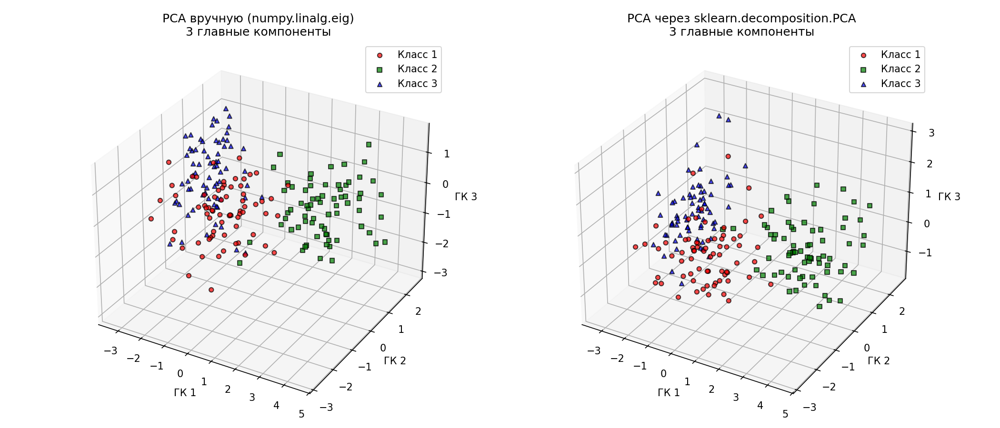 PCA вручную (numpy.linalg.eig)
3 главные компоненты
Класс 1
Класс 2
Класс 3
1
0
−1
−2
−3
ГК 3
−3
−2
−1
0
1
2
3
4
5
ГК 1
−3
−2
−1
0
1
2
ГК 2
PCA через sklearn.decomposition.PCA
3 главные компоненты
Класс 1
Класс 2
Класс 3
3
2
1
0
−1
ГК 3
−3
−2
−1
0
1
2
3
4
5
ГК 1
−3
−2
−1
0
1
2
ГК 2